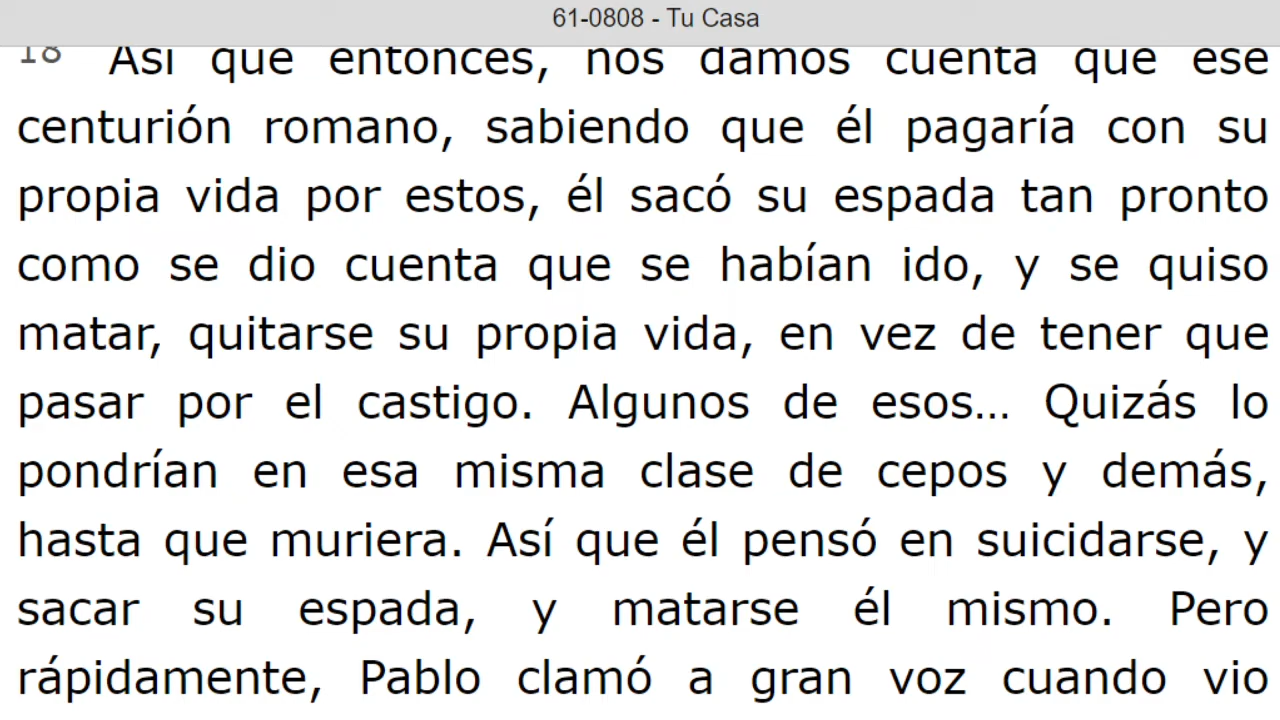 61-0808 - Tu Casa
18 Así que entonces, nos damos cuenta que ese
centurión romano, sabiendo que él pagaría con su
propia vida por estos, él sacó su espada tan pronto
como se dio cuenta que se habían ido, y se quiso
matar, quitarse su propia vida, en vez de tener que
pasar por el castigo. Algunos de esos… Quizás lo
pondrían en esa misma clase de cepos y demás,
hasta que muriera. Así que él pensó en suicidarse, y
sacar su espada, y matarse él mismo. Pero
rápidamente, Pablo clamó a gran voz cuando vio